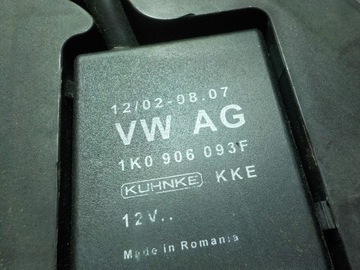 12/02-08.07
VW AG
1K0 906 093F
KUHNKE KKE
12V..
Made in Romania